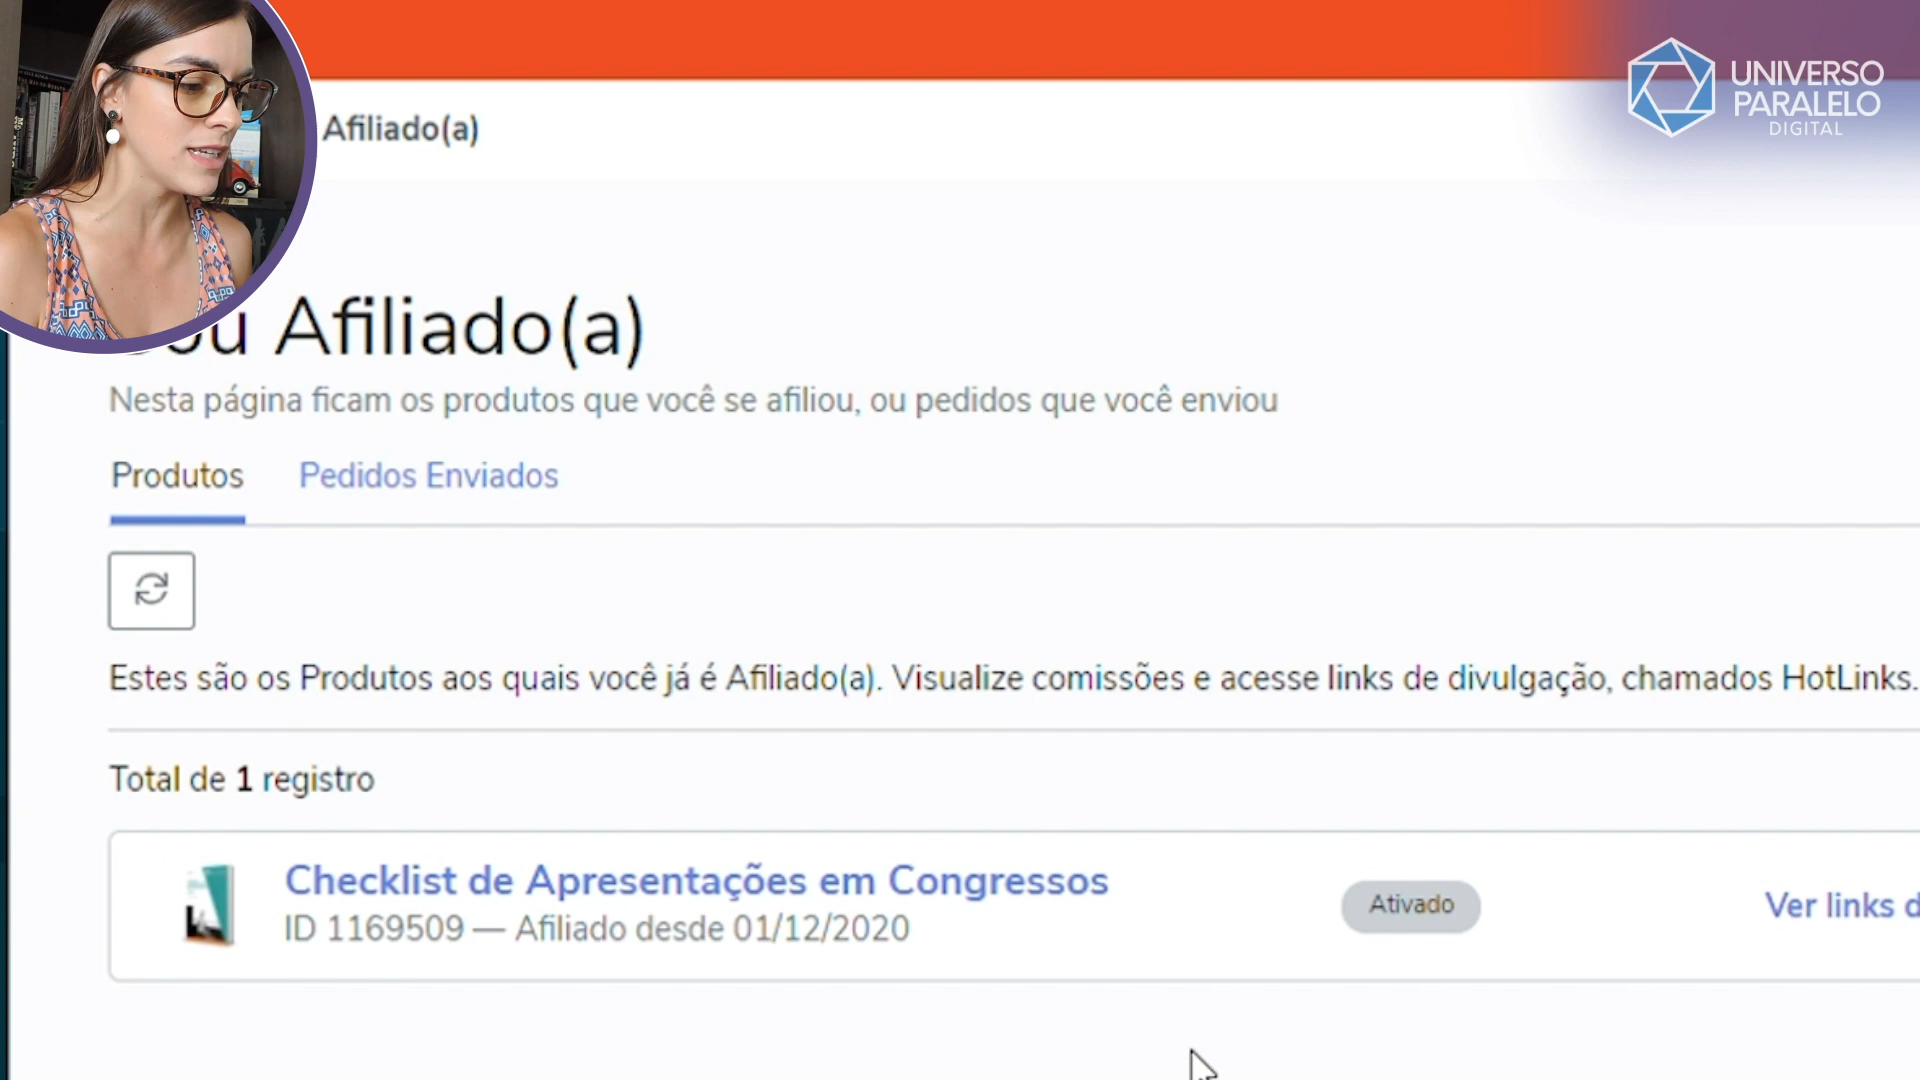 UNIVERSO
PARALELO
DIGITAL
Afiliado(a)
Afiliado(a)
Nesta página ficam os produtos que você se afiliou, ou pedidos que você enviou
Produtos Pedidos Enviados
Estes são os Produtos aos quais você já é Afiliado(a). Visualize comissões e acesse links de divulgação, chamados HotLinks.
Total de 1 registro
Checklist de Apresentações em Congressos
ID 1169509 — Afiliado desde 01/12/2020
Ativado
Ver links